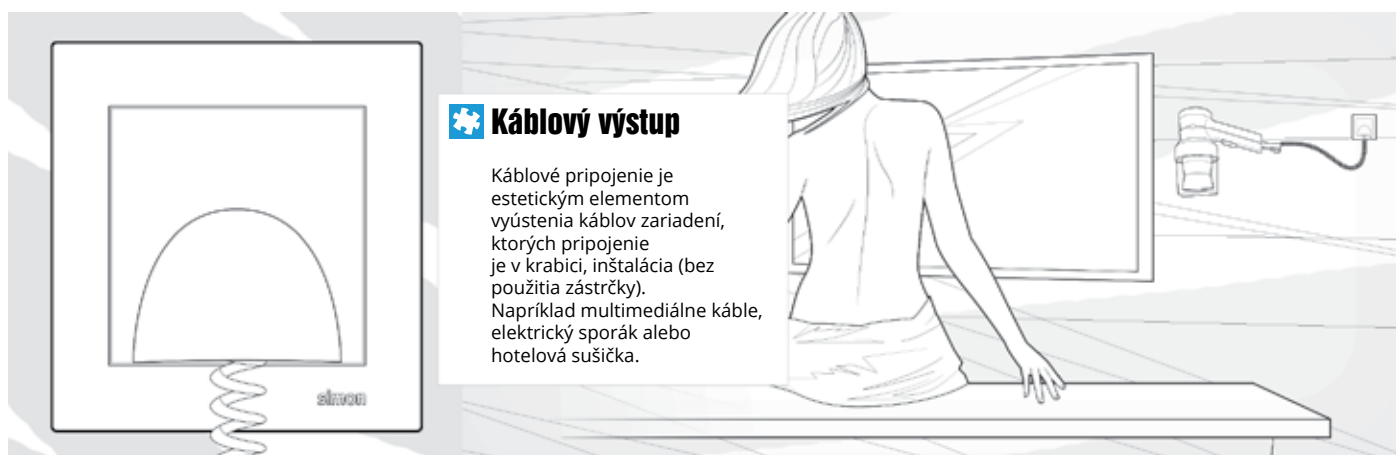 Káblový výstup
Káblové pripojenie je
estetickým elementom
vyústenia káblov zariadení,
ktorých pripojenie
je v krabici, inštalácia (bez
použitia zástrčky).
Napríklad multimediálne káble,
elektrický sporák alebo
hotelová sušička.
simon